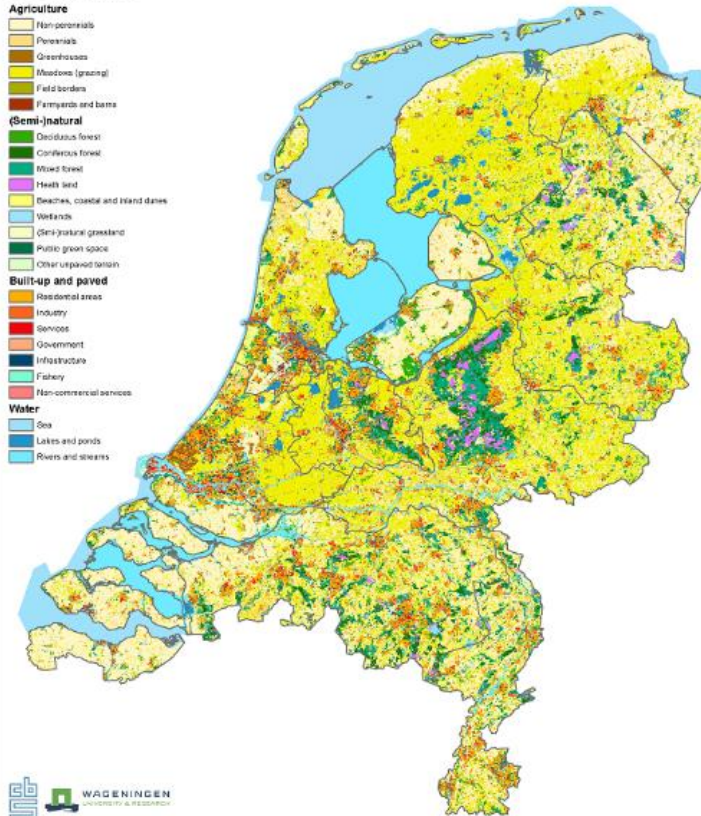 Agriculture
Non-perennials
Perennials
Greenhouses
Meadows (grazing)
Field borders
Farmyards and barns
(Semi-)natural
Deciduous forest
Coniferous forest
Mixed forest
Heath land
Beaches, coastal and inland dunes
Wetlands
(Smi-)natural grassland
Public green space
Other unpaved terrain
Built-up and paved
Residential areas
Industry
Services
Government
Infrastructure
Fishery
Non-commercial services
Water
Sea
Lakes and ponds
Rivers and streams
cbs
WAGENINGEN
UNIVERSITY & RESEARCH